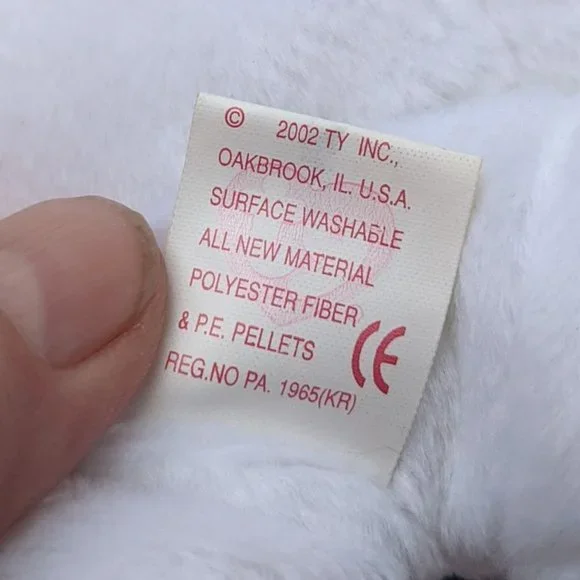 © 2002 TY INC.,
OAKBROOK, IL. U.S.A.
SURFACE WASHABLE
ALL NEW MATERIAL
POLYESTER FIBER
& P.E. PELLETS
CE
REG.NO PA. 1965(KR)